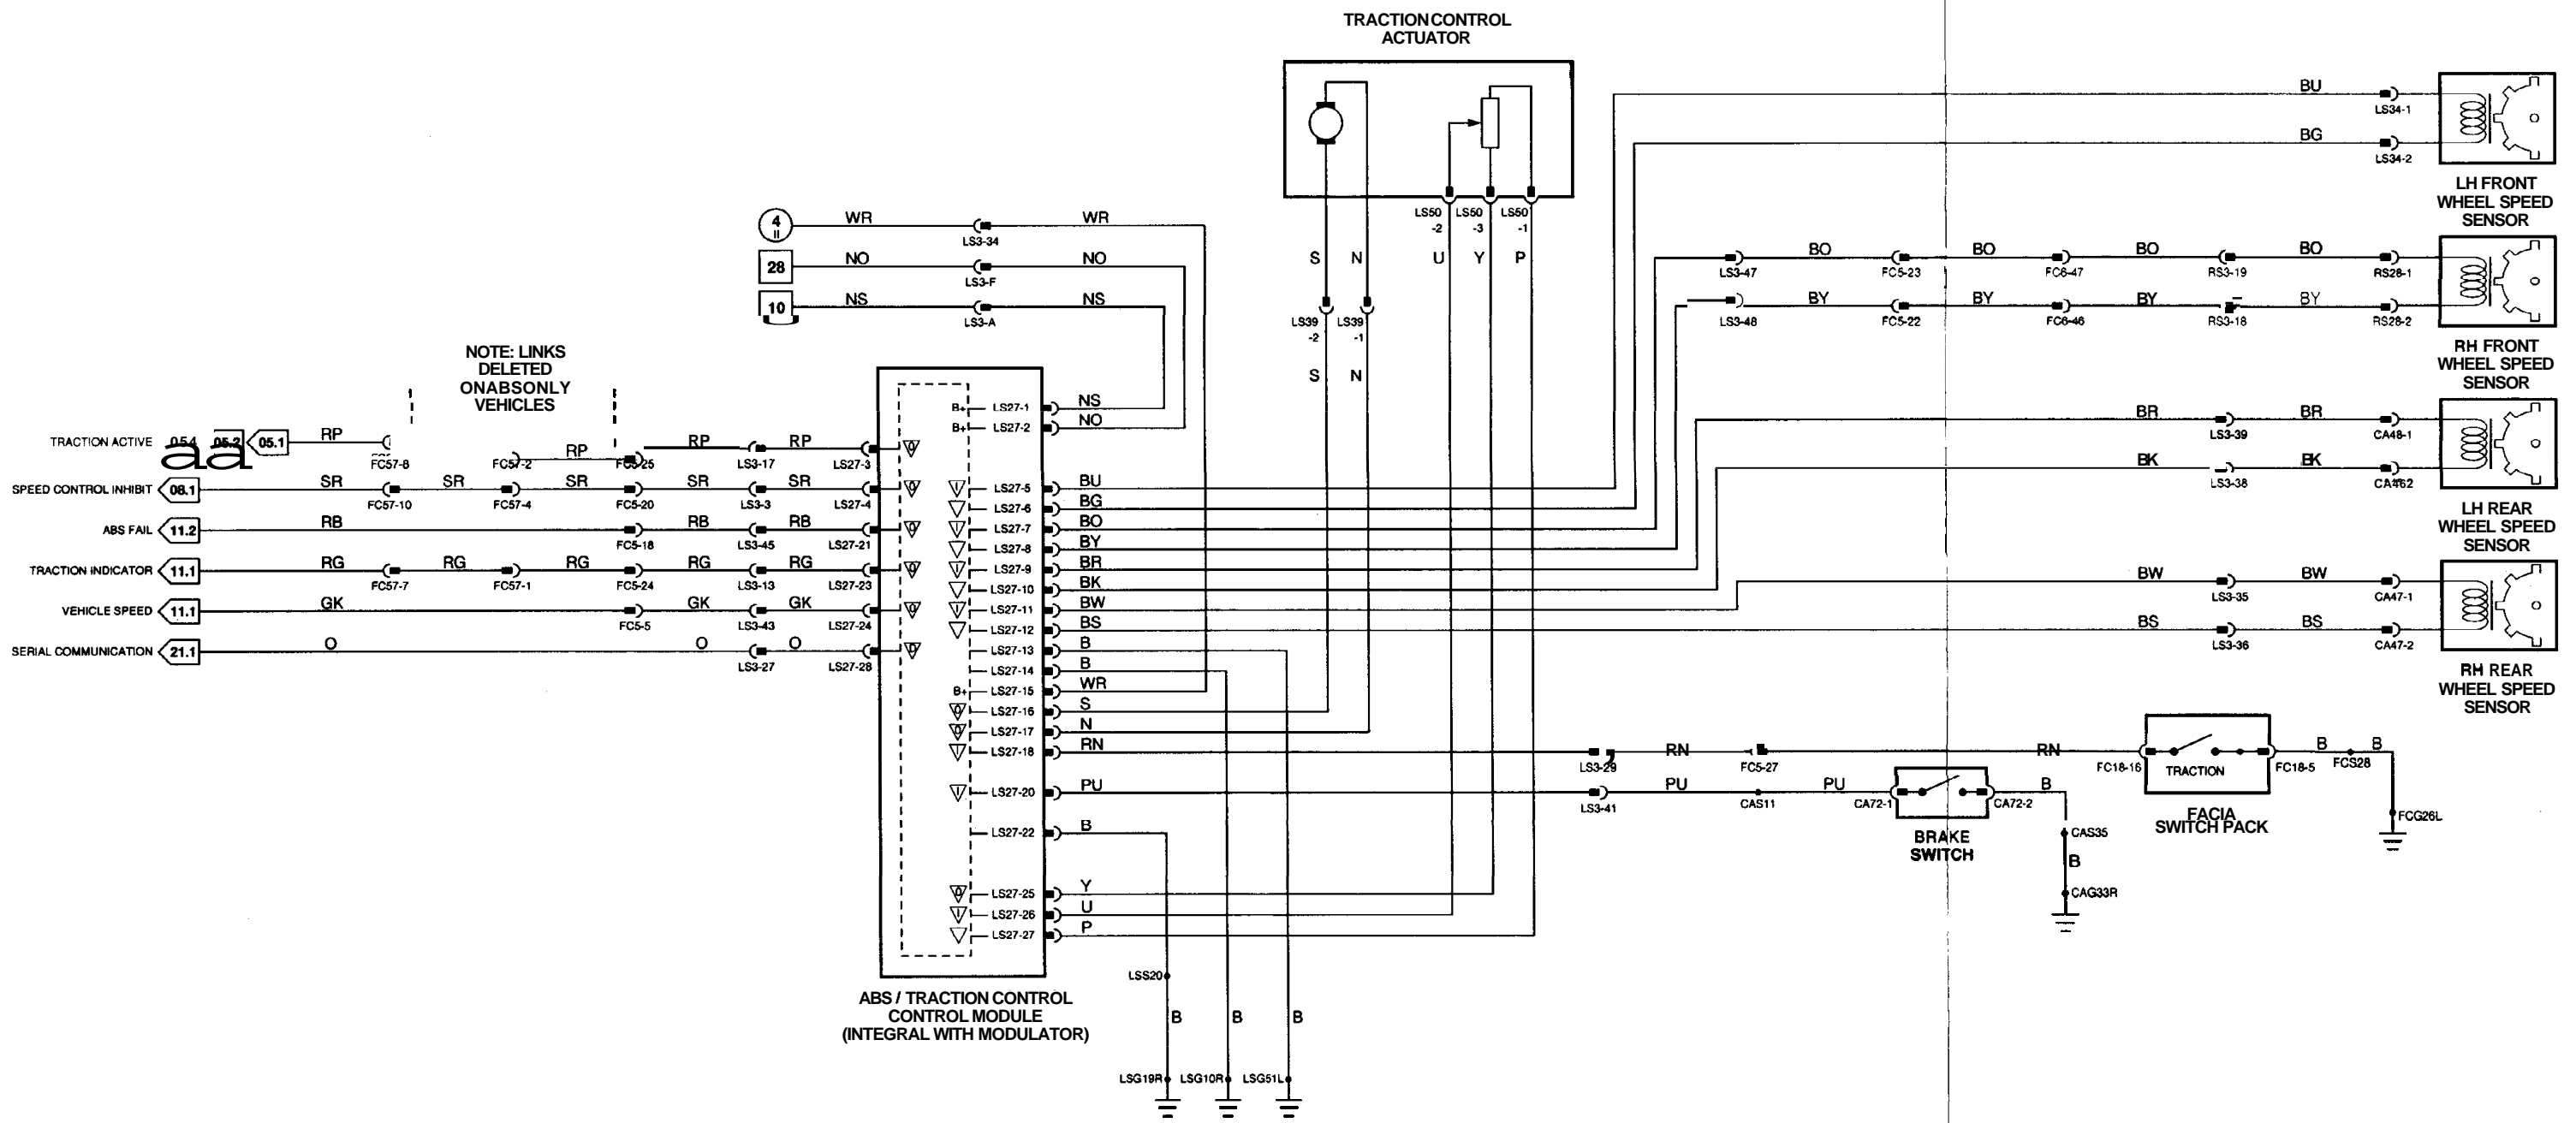 TRACTION CONTROL
ACTUATOR
BU
LS34-1
BG
LS34-2
LH FRONT
WHEEL SPEED
SENSOR
4
II
WR
LS3-34
WR
28
NO
LS3-F
NO
10
NS
LS3-A
NS
LS50
-2
LS50
-3
LS50
-1
S
N
U
Y
P
LS39
-2
LS39
-1
S
N
LS3-47
BO
FC5-23
BO
FC6-47
BO
RS3-19
BO
RS28-1
LS3-48
BY
FC5-22
BY
FC6-46
BY
RS3-18
BY
RS28-2
RH FRONT
WHEEL SPEED
SENSOR
NOTE: LINKS
DELETED
ONABSONLY
VEHICLES
BR
LS3-39
BR
CA48-1
BK
LS3-38
BK
LH REAR
WHEEL SPEED
SENSOR
BW
LS3-35
BW
CA47-1
BS
LS3-36
BS
CA47-2
RH REAR
WHEEL SPEED
SENSOR
TRACTION ACTIVE
aa
05.2
05.1
RP
FC57-8
FC57-2
RP
FC5-25
RP
LS3-17
RP
LS27-3
SPEED CONTROL INHIBIT
08.1
SR
FC57-10
SR
FC57-4
SR
FC5-20
SR
LS3-3
SR
LS27-4
ABS FAIL
11.2
RB
FC5-18
RB
LS3-45
RB
LS27-21
TRACTION INDICATOR
11.1
RG
FC57-7
RG
FC57-1
RG
FC5-24
RG
LS3-13
RG
LS27-23
VEHICLE SPEED
11.1
GK
FC5-5
GK
LS3-43
GK
LS27-24
SERIAL COMMUNICATION
21.1
O
O
LS3-27
O
LS27-28
B+ LS27-1 NS
B+ LS27-2 NO
O
O I LS27-5 BU
LS27-6 BG
O I LS27-7 BO
LS27-8 BY
O I LS27-9 BR
LS27-10 BK
O I LS27-11 BW
LS27-12 BS
D LS27-13 B
LS27-14 B
B+ LS27-15 WR
O LS27-16 S
O LS27-17 N
I LS27-18 RN
I LS27-20 PU
LS27-22 B
O LS27-25 Y
I LS27-26 U
LS27-27 P
LS3-29
RN
FC5-27
RN
FC18-16
TRACTION
FC18-5
B
FCS28
B
FCG26L
FACIA
SWITCH PACK
LS3-41
PU
CAS11
PU
CA72-1
CA72-2
B
CAS35
B
CAG33R
BRAKE
SWITCH
LSS20
B
B
B
LSG19R
LSG10R
LSG51L
ABS / TRACTION CONTROL
CONTROL MODULE
(INTEGRAL WITH MODULATOR)